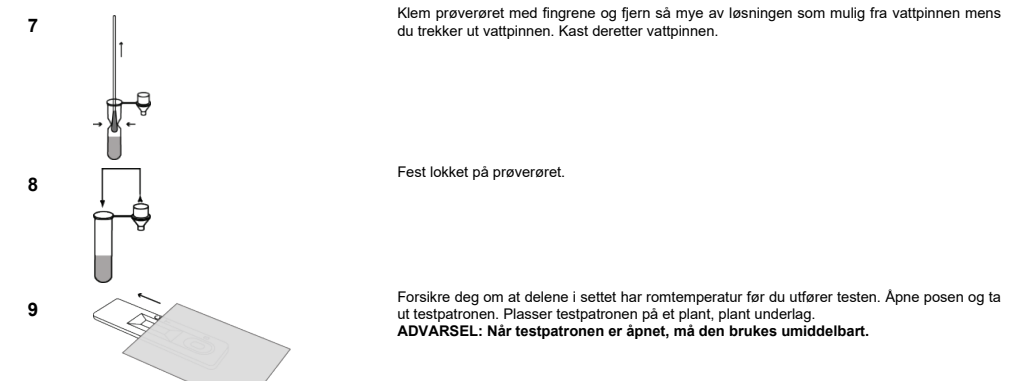 7
Klem prøverøret med fingrene og fjern så mye av løsningen som mulig fra vattpinnen mens
du trekker ut vattpinnen. Kast deretter vattpinnen.
8
Fest lokket på prøverøret.
9
Forsikre deg om at delene i settet har romtemperatur før du utfører testen. Åpne posen og ta
ut testpatronen. Plasser testpatronen på et plant, plant underlag.
ADVARSEL: Når testpatronen er åpnet, må den brukes umiddelbart.